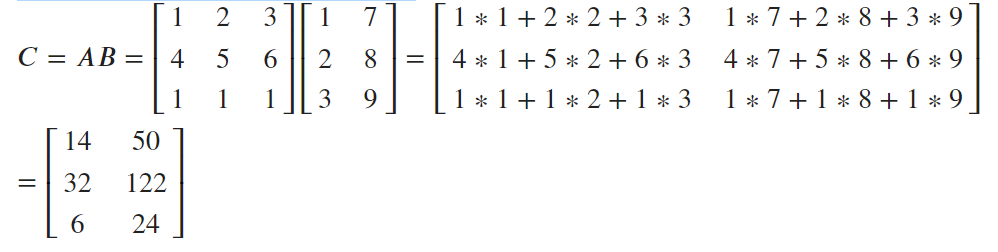 1 2 3 1 7 1 * 1 + 2 * 2 + 3 * 3 1 * 7 + 2 * 8 + 3 * 9
C = AB = 4 5 6 2 8 = 4 * 1 + 5 * 2 + 6 * 3 4 * 7 + 5 * 8 + 6 * 9
1 1 1 3 9 1 * 1 + 1 * 2 + 1 * 3 1 * 7 + 1 * 8 + 1 * 9
14 50
= 32 122
6 24